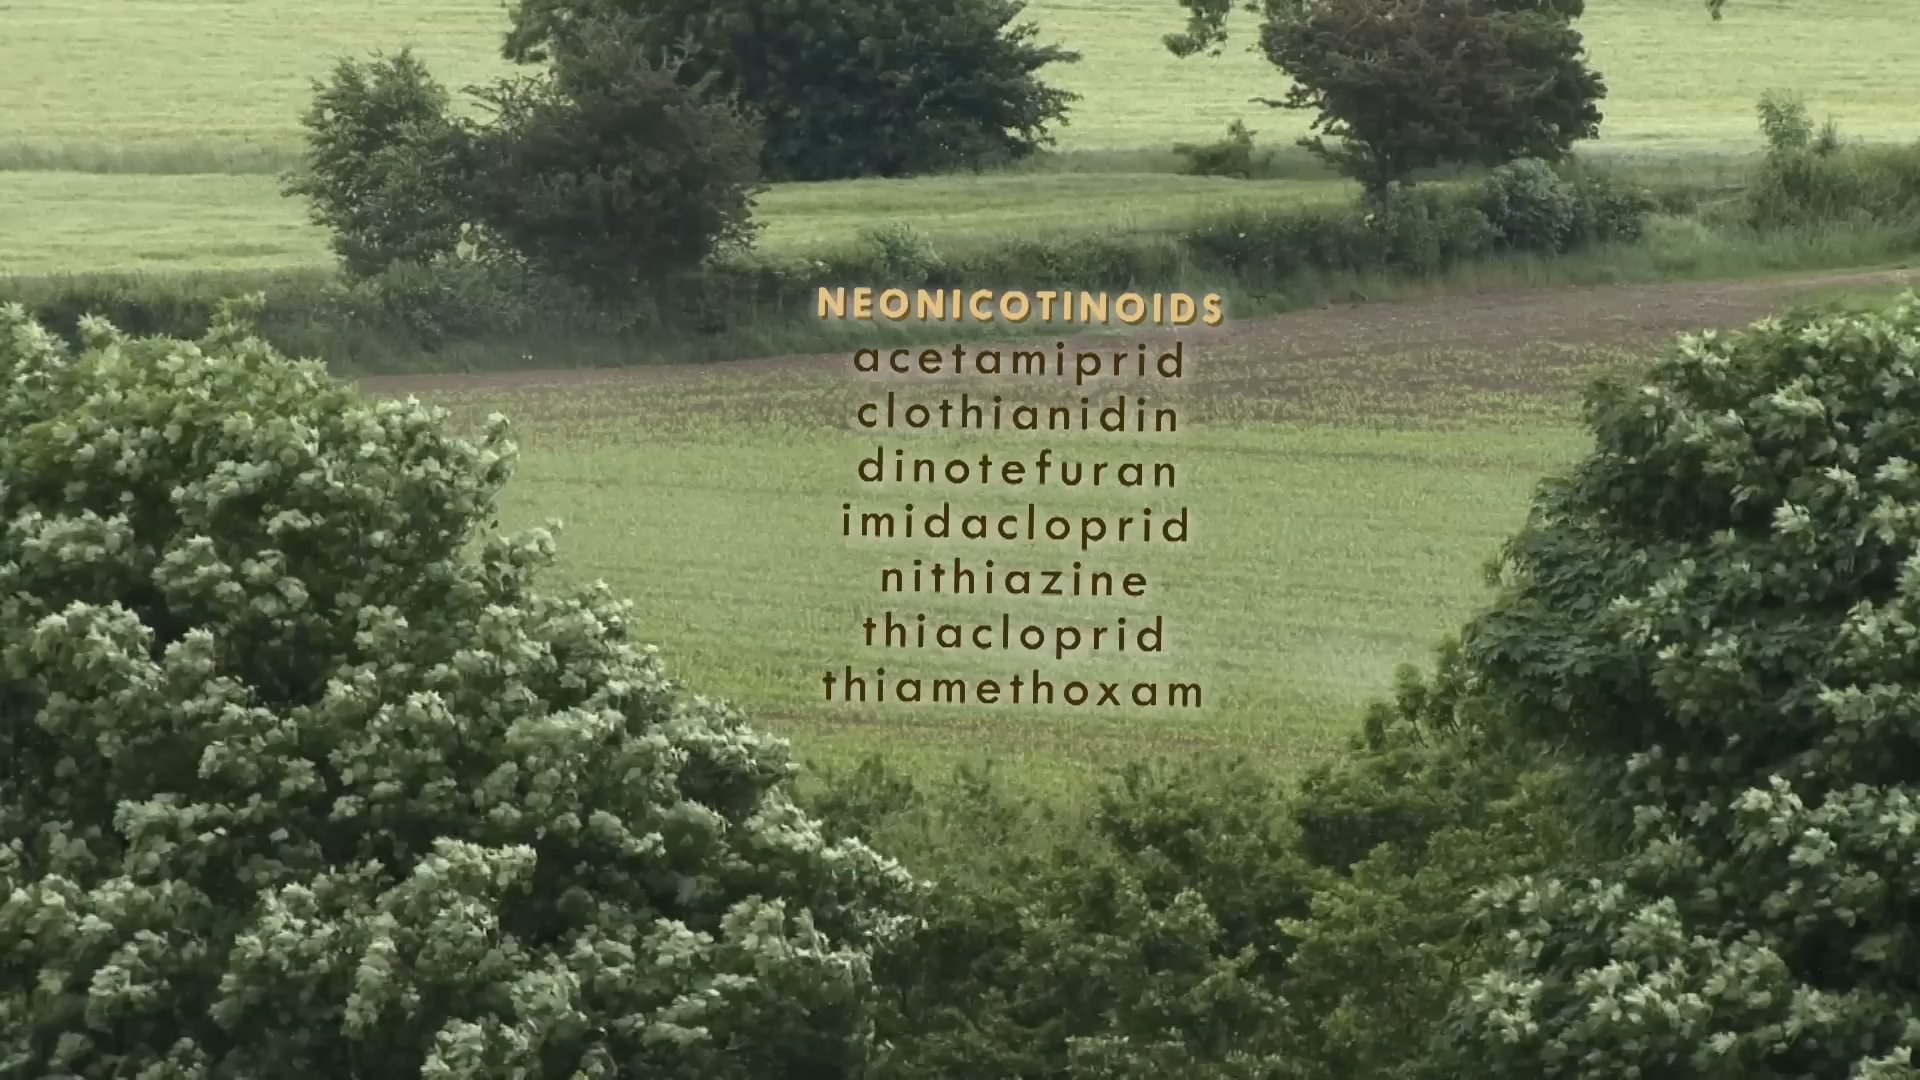 NEONICOTINOIDS
acetamiprid
clothianidin
dinotefuran
imidacloprid
nithiazine
thiacloprid
thiamethoxam